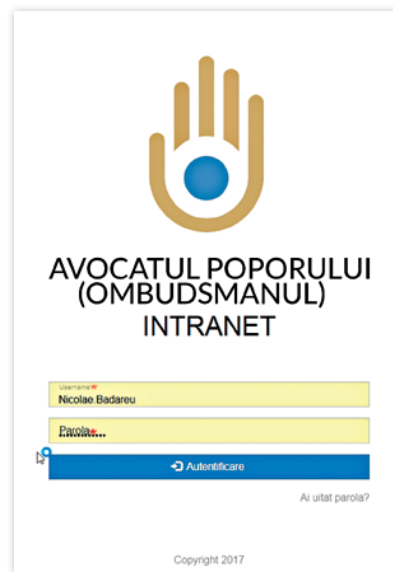 AVOCATUL POPORULUI
(OMBUDSMANUL)
INTRANET
Username*
Nicolae.Badareu
Parola*
Autentificare
Ai uitat parola?
Copyright 2017